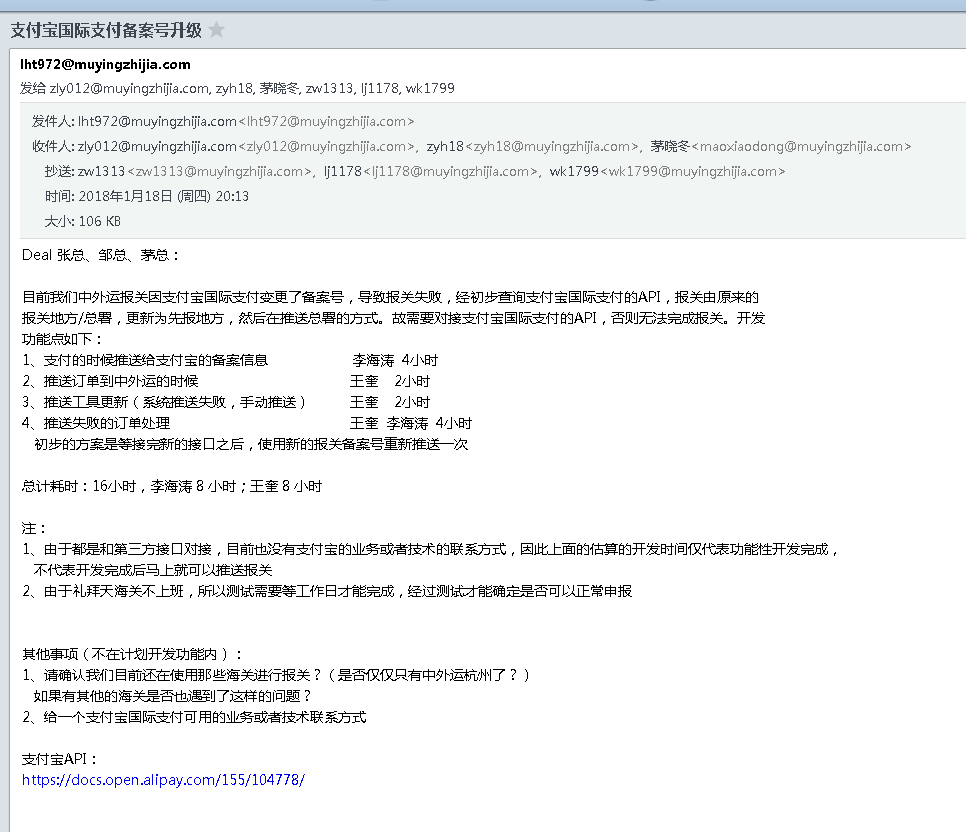 支付宝国际支付备案号升级
lht972@muyingzhijia.com
发给 zly012@muyingzhijia.com, zyh18, 茅晓冬, zw1313, lj1178, wk1799
发件人: lht972@muyingzhijia.com<lht972@muyingzhijia.com>
收件人: zly012@muyingzhijia.com<zly012@muyingzhijia.com>, zyh18<zyh18@muyingzhijia.com>, 茅晓冬<maoxiaodong@muyingzhijia.com>
抄送: zw1313<zw1313@muyingzhijia.com>, lj1178<lj1178@muyingzhijia.com>, wk1799<wk1799@muyingzhijia.com>
时间: 2018年1月18日 (周四) 20:13
大小: 106 KB
Deal 张总、邹总、茅总：
目前我们中外运报关因支付宝国际支付变更了备案号，导致报关失败，经初步查询支付宝国际支付的API，报关由原来的
报关地方/总署，更新为先报地方，然后在推送总署的方式。故需要对接支付宝国际支付的API，否则无法完成报关。开发
功能点如下：
1、支付的时候推送给支付宝的备案信息 李海涛 4小时
2、推送订单到中外运的时候 王奎 2小时
3、推送工具更新（系统推送失败，手动推送） 王奎 2小时
4、推送失败的订单处理 王奎 李海涛 4小时
初步的方案是等接完新的接口之后，使用新的报关备案号重新推送一次
总计耗时：16小时，李海涛 8 小时；王奎 8 小时
注：
1、由于都是和第三方接口对接，目前也没有支付宝的业务或者技术的联系方式，因此上面的估算的开发时间仅代表功能性开发完成，
不代表开发完成后马上就可以推送报关
2、由于礼拜天海关不上班，所以测试需要等工作日才能完成，经过测试才能确定是否可以正常申报
其他事项（不在计划开发功能内）：
1、请确认我们目前还在使用那些海关进行报关？（是否仅仅只有中外运杭州了？）
如果有其他的海关是否也遇到了这样的问题？
2、给一个支付宝国际支付可用的业务或者技术联系方式
支付宝API：
https://docs.open.alipay.com/155/104778/